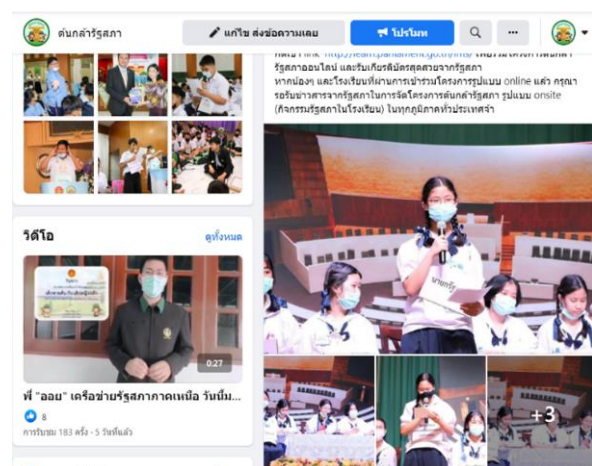 ต้นกล้ารัฐสภา
แก้ไข ส่งข้อความเลย
โปรโมท
รัฐสภาออนไลน์ และรับเกียรติบัตรสุดสวยจากรัฐสภา
หากน้องๆ และโรงเรียนที่ผ่านการเข้าร่วมโครงการรูปแบบ online แล้ว กรุณา
รอรับข่าวสารจากรัฐสภาในการจัดโครงการต้นกล้ารัฐสภา รูปแบบ onsite
(กิจกรรมรัฐสภาในโรงเรียน) ในทุกภูมิภาคทั่วประเทศจ้า
วิดีโอ
ดูทั้งหมด
0:27
พี่ "ออย" เครือข่ายรัฐสภาภาคเหนือ วันนี้ม...
8
การรับชม 183 ครั้ง · 5 วันที่แล้ว
นายกรัฐ
+3